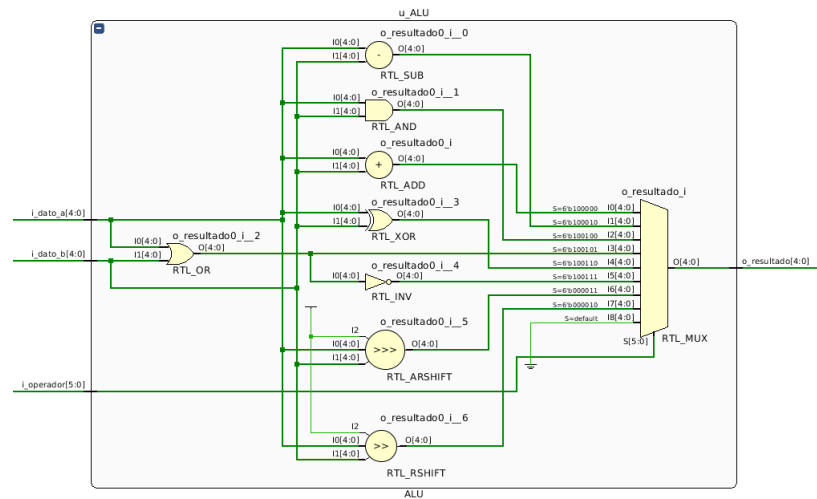 u_ALU
o_resultado0_i__0
I0[4:0]
I1[4:0]
-
O[4:0]
RTL_SUB
o_resultado0_i__1
I0[4:0]
I1[4:0]
O[4:0]
RTL_AND
o_resultado0_i
I0[4:0]
I1[4:0]
+
O[4:0]
RTL_ADD
o_resultado0_i__3
I0[4:0]
I1[4:0]
O[4:0]
RTL_XOR
i_dato_a[4:0]
i_dato_b[4:0]
o_resultado0_i__2
I0[4:0]
I1[4:0]
O[4:0]
RTL_OR
o_resultado0_i__4
I0[4:0]
O[4:0]
RTL_INV
o_resultado0_i__5
I2
I0[4:0]
I1[4:0]
>>>
O[4:0]
RTL_ARSHIFT
i_operador[5:0]
o_resultado0_i__6
I2
I0[4:0]
I1[4:0]
>>
O[4:0]
RTL_RSHIFT
o_resultado_i
S=6'b100000 I0[4:0]
S=6'b100010 I1[4:0]
S=6'b100100 I2[4:0]
S=6'b100101 I3[4:0]
S=6'b100110 I4[4:0]
S=6'b100111 I5[4:0]
S=6'b000011 I6[4:0]
S=6'b000010 I7[4:0]
S=default I8[4:0]
S[5:0]
O[4:0]
RTL_MUX
o_resultado[4:0]
ALU